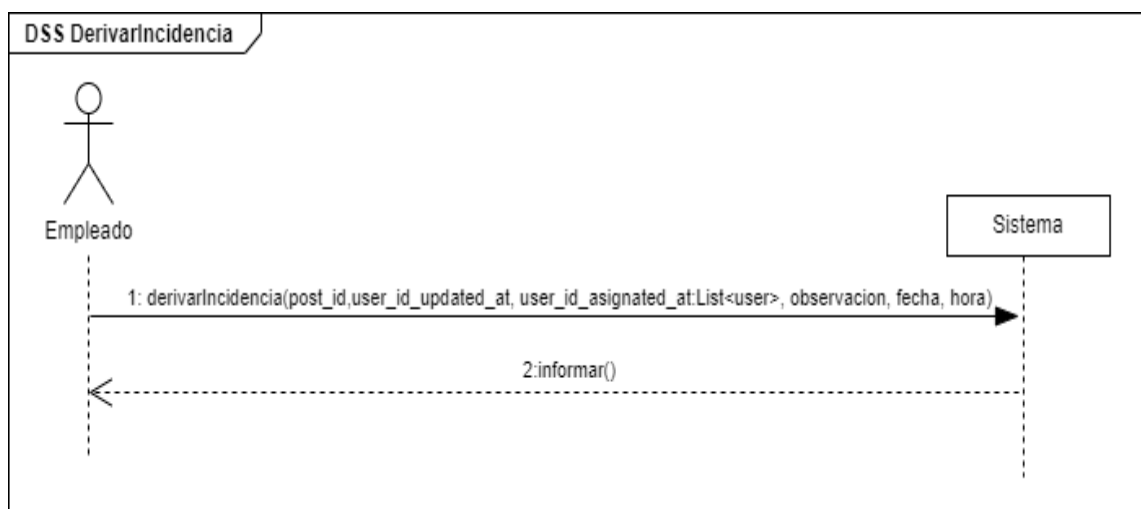 DSS DerivarIncidencia
Empleado
Sistema
1: derivarIncidencia(post_id,user_id_updated_at, user_id_asignated_at:List<user>, observacion, fecha, hora)
2:informar()